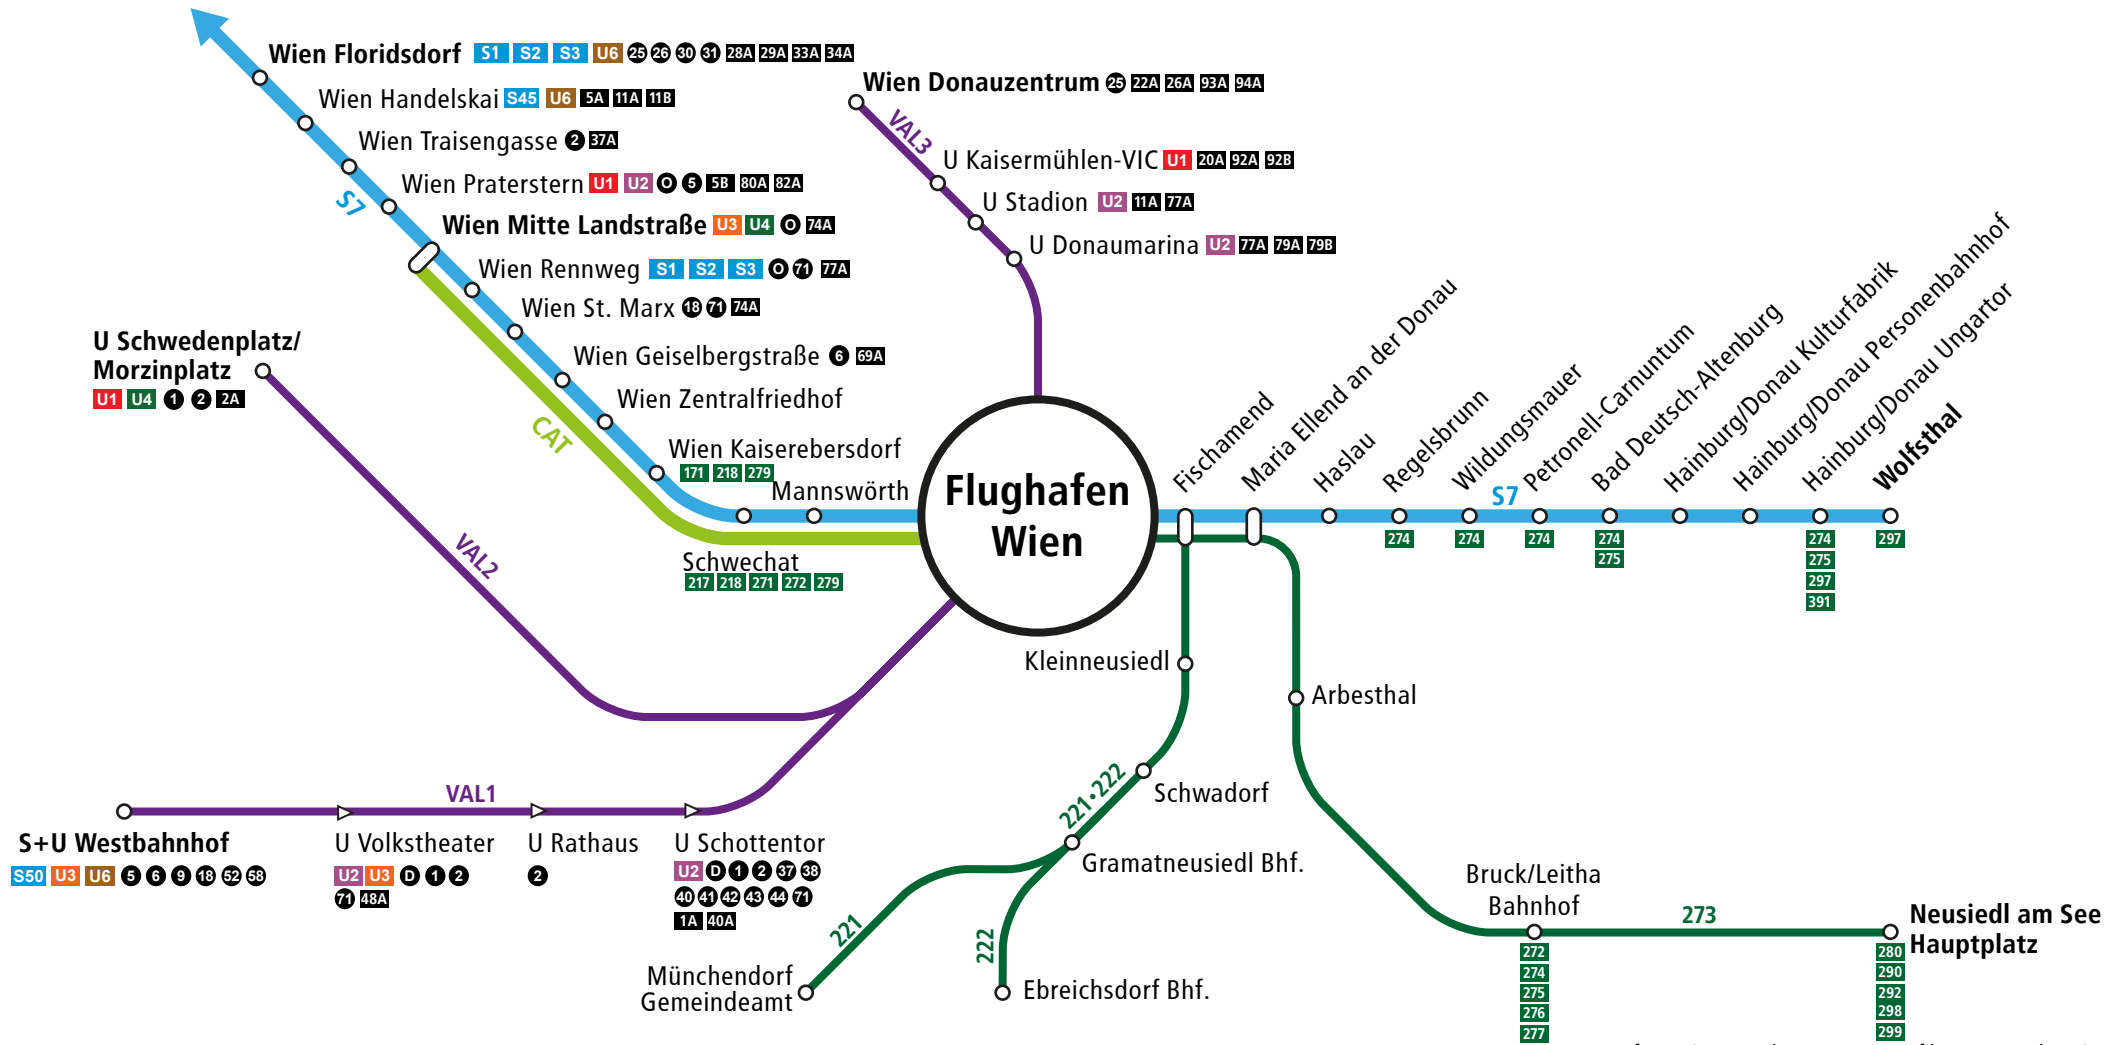 Wien Floridsdorf S1 S2 S3 U6 25 26 30 31 28A 29A 33A 34A
Wien Handelskai S45 U6 5A 11A 11B
Wien Traisengasse 2 37A
Wien Praterstern U1 U2 O 5 5B 80A 82A
S7
Wien Mitte Landstraße U3 U4 O 74A
Wien Rennweg S1 S2 S3 O 71 77A
Wien St. Marx 18 71 74A
Wien Geiselbergstraße 6 69A
Wien Zentralfriedhof
CAT
Wien Kaiserebersdorf
171 218 279
Mannswörth
Schwechat
217 218 271 272 279
Wien Donauzentrum 25 22A 26A 93A 94A
VAL3
U Kaisermühlen-VIC U1 20A 92A 92B
U Stadion U2 11A 77A
U Donaumarina U2 77A 79A 79B
U Schwedenplatz/
Morzinplatz
U1 U4 1 2 2A
VAL2
Flughafen
Wien
Fischamend
Maria Ellend an der Donau
Haslau
Regelsbrunn
274
Wildungsmauer
274
S7
Petronell-Carnuntum
274
Bad Deutsch-Altenburg
274
275
Hainburg/Donau Kulturfabrik
Hainburg/Donau Personenbahnhof
Hainburg/Donau Ungartor
274
275
297
391
Wolfsthal
297
VAL1
S+U Westbahnhof
S50 U3 U6 5 6 9 18 52 58
U Volkstheater
U2 U3 D 1 2
71 48A
U Rathaus
2
U Schottentor
U2 D 1 2 37 38
40 41 42 43 44 71
1A 40A
Kleinneusiedl
Schwadorf
221•222
Gramatneusiedl Bhf.
221
Münchendorf
Gemeindeamt
222
Ebreichsdorf Bhf.
Arbesthal
Bruck/Leitha
Bahnhof
272
274
275
276
277
273
Neusiedl am See
Hauptplatz
280
290
292
298
299